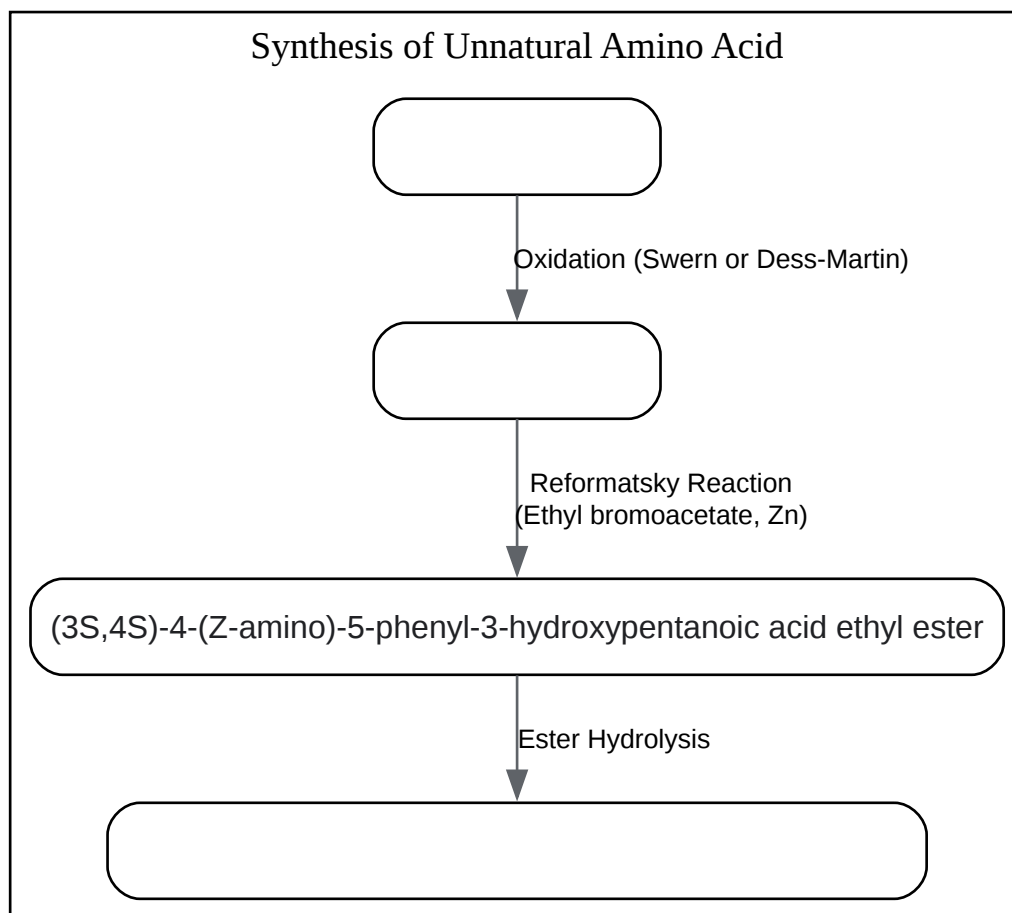 Synthesis of Unnatural Amino Acid
Oxidation (Swern or Dess-Martin)
Reformatsky Reaction
(Ethyl bromoacetate, Zn)
(3S,4S)-4-(Z-amino)-5-phenyl-3-hydroxypentanoic acid ethyl ester
Ester Hydrolysis